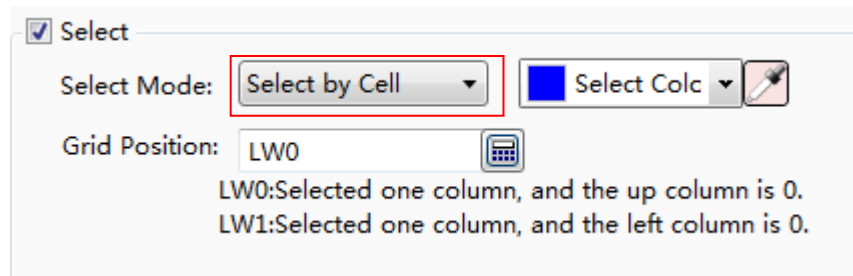 Select
Select Mode: Select by Cell Select Colc
Grid Position: LW0
LW0:Selected one column, and the up column is 0.
LW1:Selected one column, and the left column is 0.